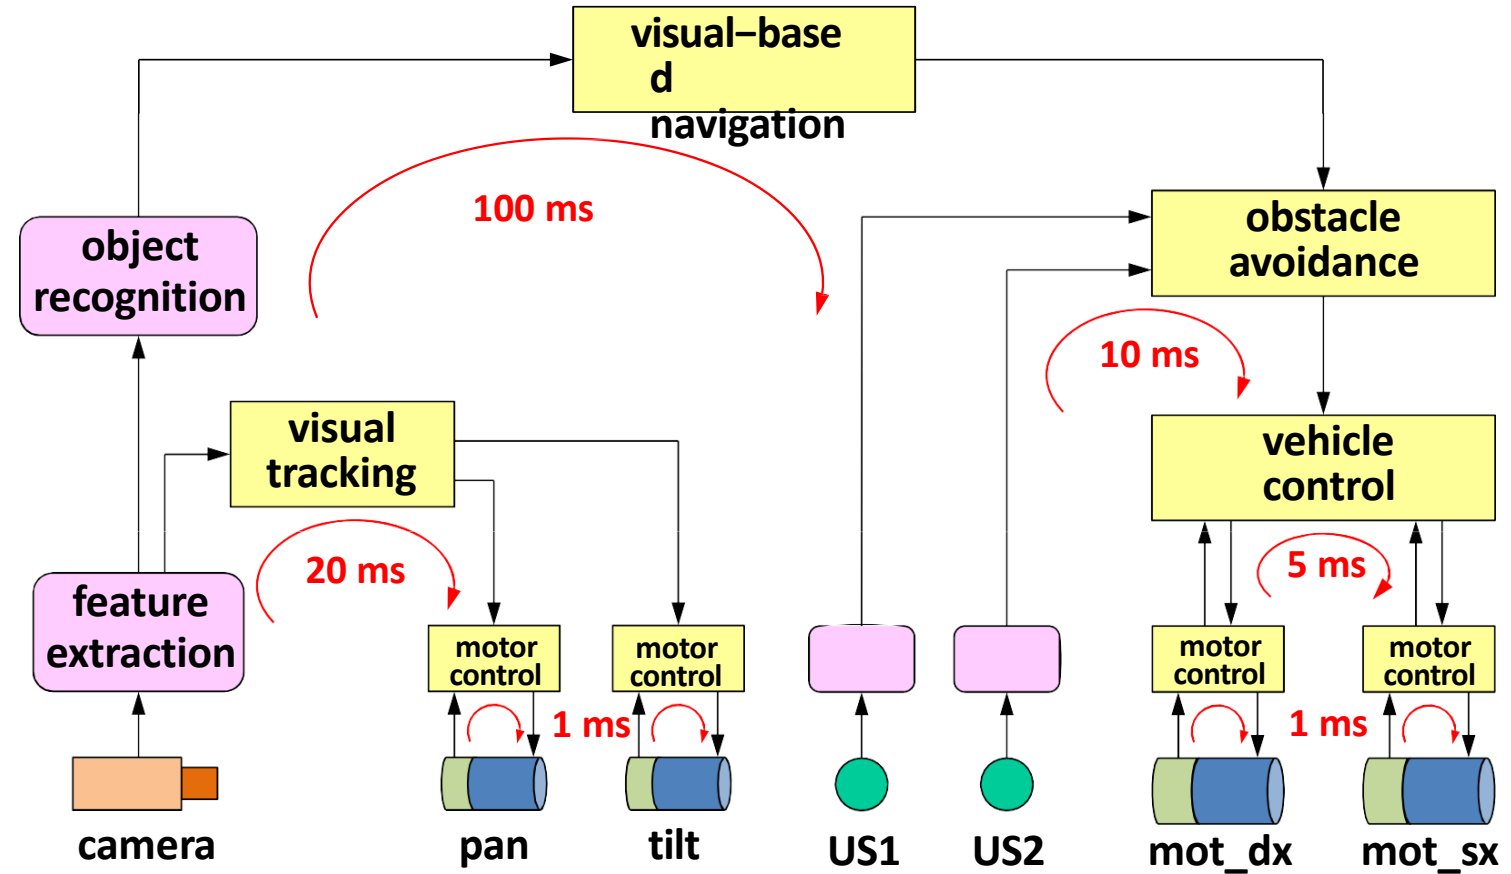 visual–base
d
navigation
100 ms
object
recognition
obstacle
avoidance
10 ms
visual
tracking
vehicle
control
20 ms
5 ms
feature
extraction
motor
control
motor
control
motor
control
motor
control
1 ms
1 ms
camera
pan
tilt
US1
US2
mot_dx
mot_sx